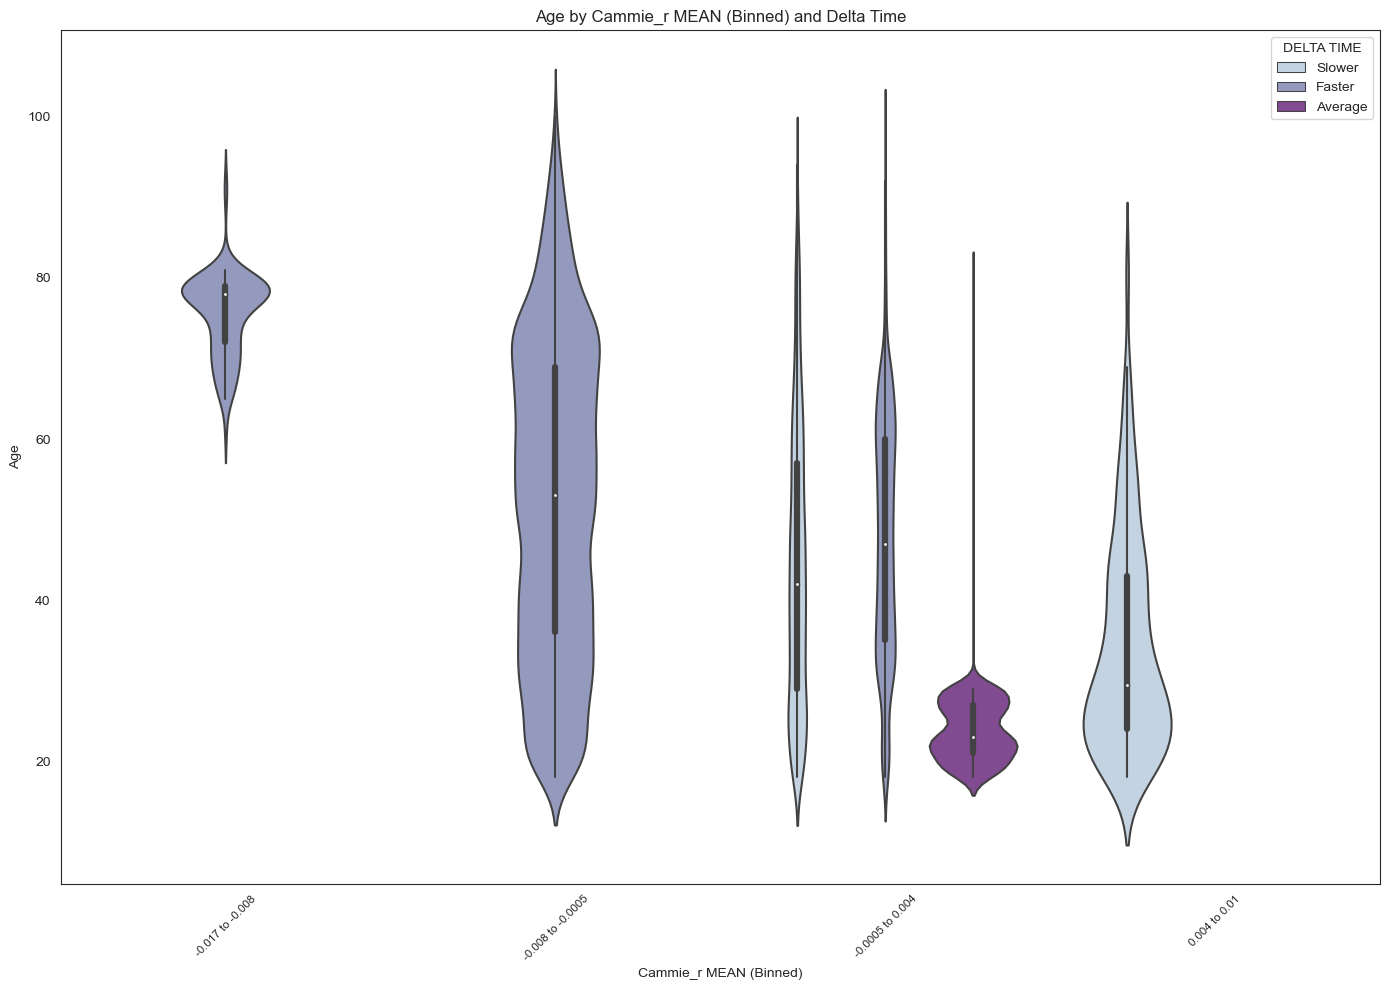 Age by Cammie_r MEAN (Binned) and Delta Time
DELTA TIME
Slower
Faster
Average
100
80
60
40
20
Age
-0.017 to -0.008
-0.008 to -0.0005
-0.0005 to 0.004
0.004 to 0.01
Cammie_r MEAN (Binned)